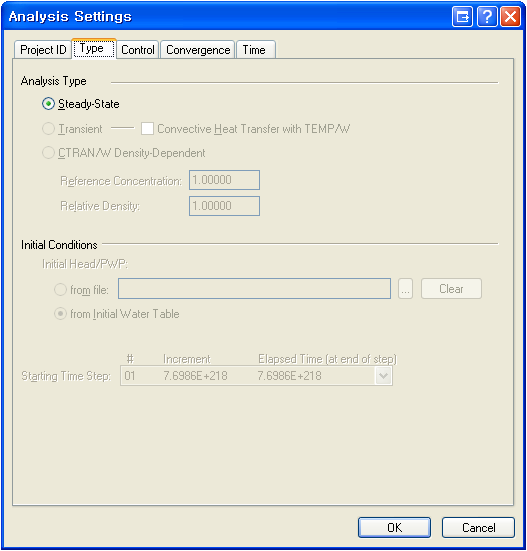 Analysis Settings
Project ID Type Control Convergence Time
Analysis Type
Steady-State
Transient Convective Heat Transfer with TEMP/W
CTRAN/W Density-Dependent
Reference Concentration: 1.00000
Relative Density: 1.00000
Initial Conditions
Initial Head/PWP:
from file: ... Clear
from Initial Water Table
# Increment Elapsed Time (at end of step)
Starting Time Step: 01 7.6986E+218 7.6986E+218
OK Cancel